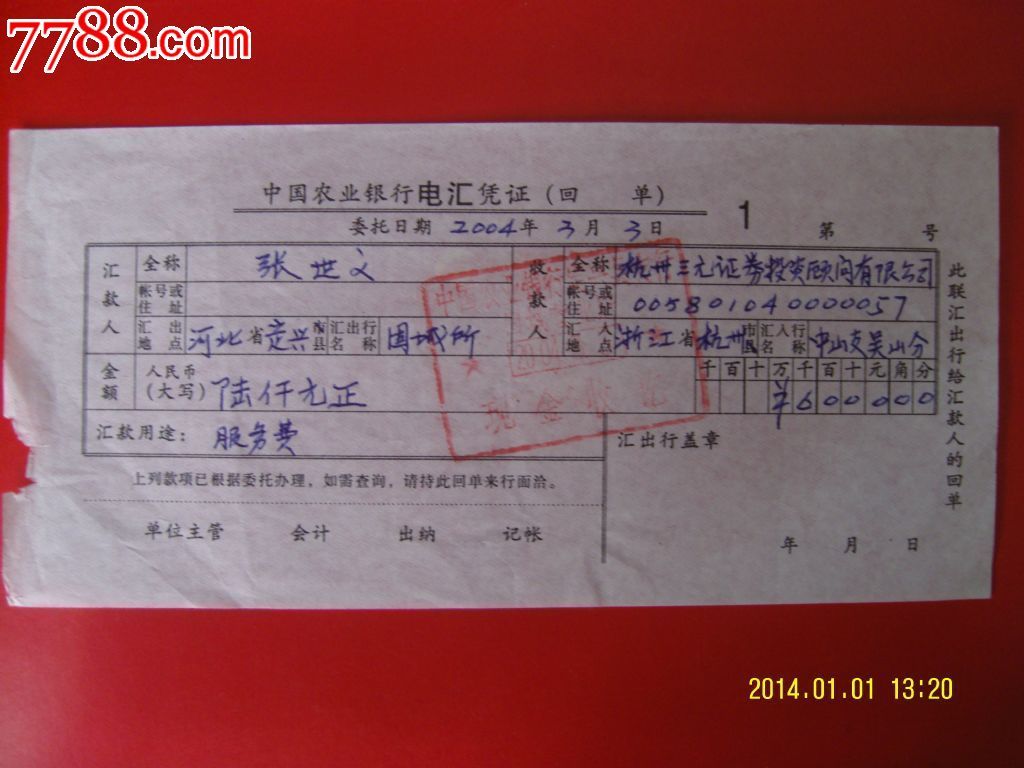 7788.com
中国农业银行电汇凭证（回 单） 1
委托日期 2004年 3月 3日 第 号
汇款人 全称 张世文 收款人 全称 杭州三元证券投资顾问有限公司
帐号或住址 帐号或住址 0058010400000057
汇出地点 河北省定兴市县 汇出行名称 固城所 汇入地点 浙江省杭州市县 汇入行名称 中山支吴山分
金额 人民币（大写） 陆仟元正 千百十万千百十元角分
¥600000
汇款用途： 服务费 汇出行盖章
现金收讫
上列款项已根据委托办理，如需查询，请持此回单来行面洽。
单位主管 会计 出纳 记帐
年 月 日
此联汇出行给汇款人的回单
2014.01.01 13:20